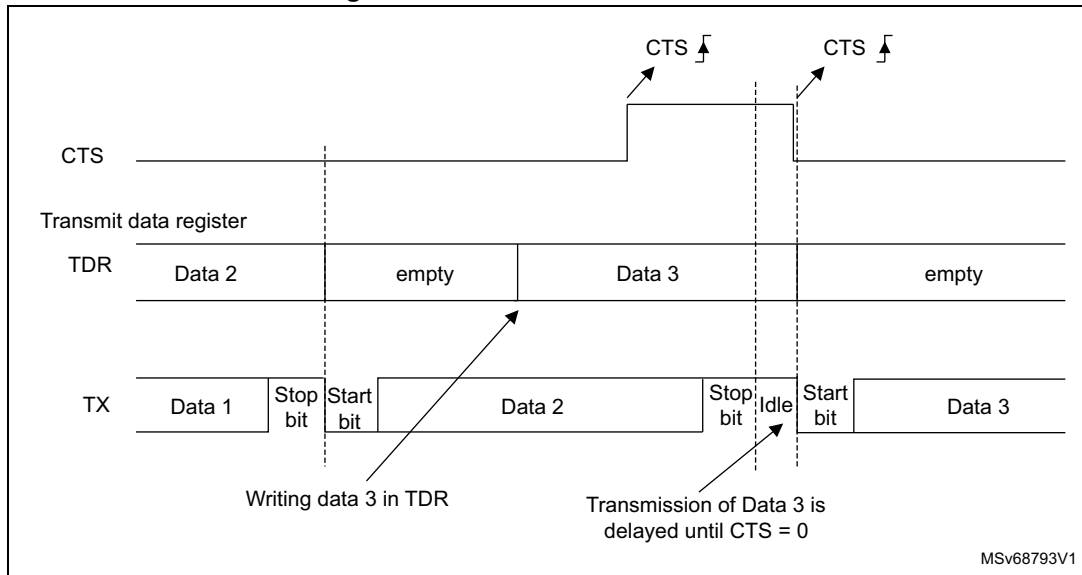 CTS CTS
CTS
Transmit data register
TDR Data 2 empty Data 3 empty
TX Data 1 Stop bit Start bit Data 2 Stop bit Idle Start bit Data 3
Writing data 3 in TDR
Transmission of Data 3 is
delayed until CTS = 0
MSv68793V1